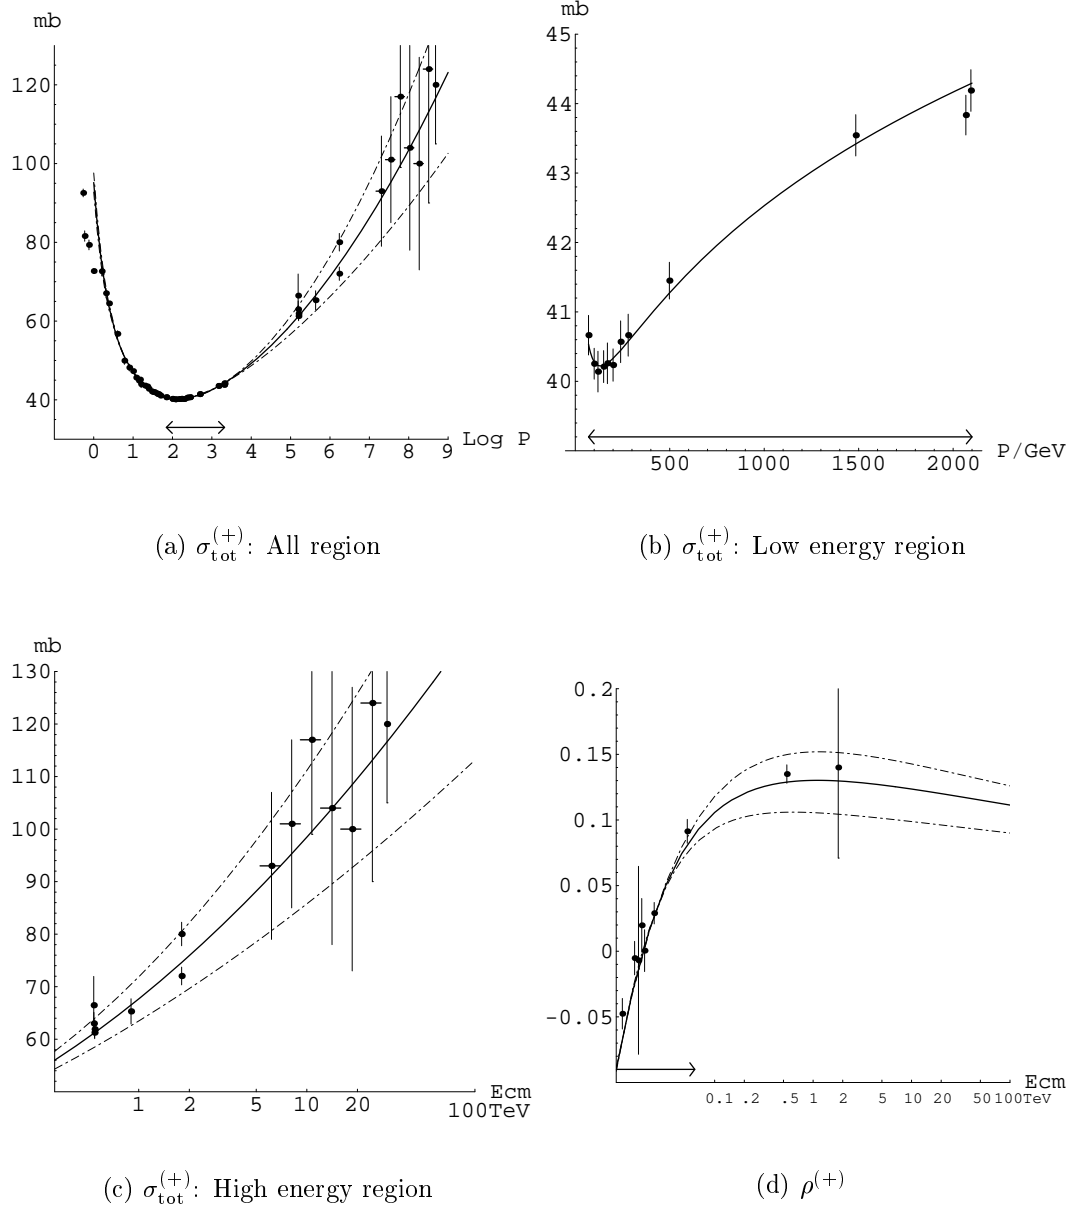 mb
120
100
80
60
40
0 1 2 3 4 5 6 7 8 9
Log P
(a) σ_tot^(+): All region
mb
45
44
43
42
41
40
500 1000 1500 2000
P/GeV
(b) σ_tot^(+): Low energy region
mb
130
120
110
100
90
80
70
60
1 2 5 10 20 100TeV
Ecm
(c) σ_tot^(+): High energy region
0.2
0.15
0.1
0.05
0
-0.05
Ecm
0.1 .2 .5 1 2 5 10 20 50 100TeV
(d) ρ^(+)